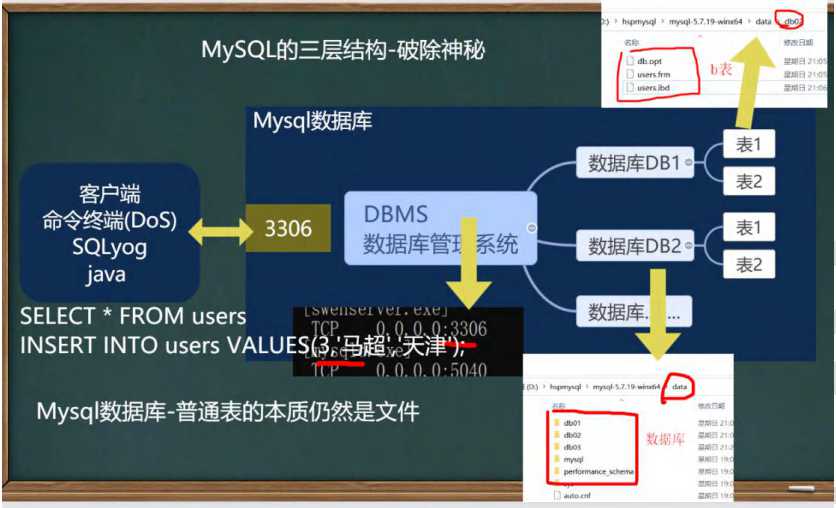 MySQL的三层结构-破除神秘
hspmysql > mysql-5.7.19-winx64 > data > db02
名称
修改日期
db.opt
星期日 21:05
users.frm
星期日 21:05
users.ibd
星期日 21:06
b表
Mysql数据库
客户端
命令终端(DoS)
SQLyog
java
3306
DBMS
数据库管理系统
数据库DB1
表1
表2
数据库DB2
表1
表2
数据库......
SELECT * FROM users
INSERT INTO users VALUES(3,'马超','天津');
TCP 0.0.0.0:3306
TCP 0.0.0.0:5040
Mysql数据库-普通表的本质仍然是文件
(D:) > hspmysql > mysql-5.7.19-winx64 > data
名称
修改日期
db01
星期日 21:0
db02
星期日 21:0
db03
星期日 21:2
mysql
星期日 19:0
performance_schema
星期日 19:0
星期日 19:0
auto.cnf
星期日 19:0
数据库